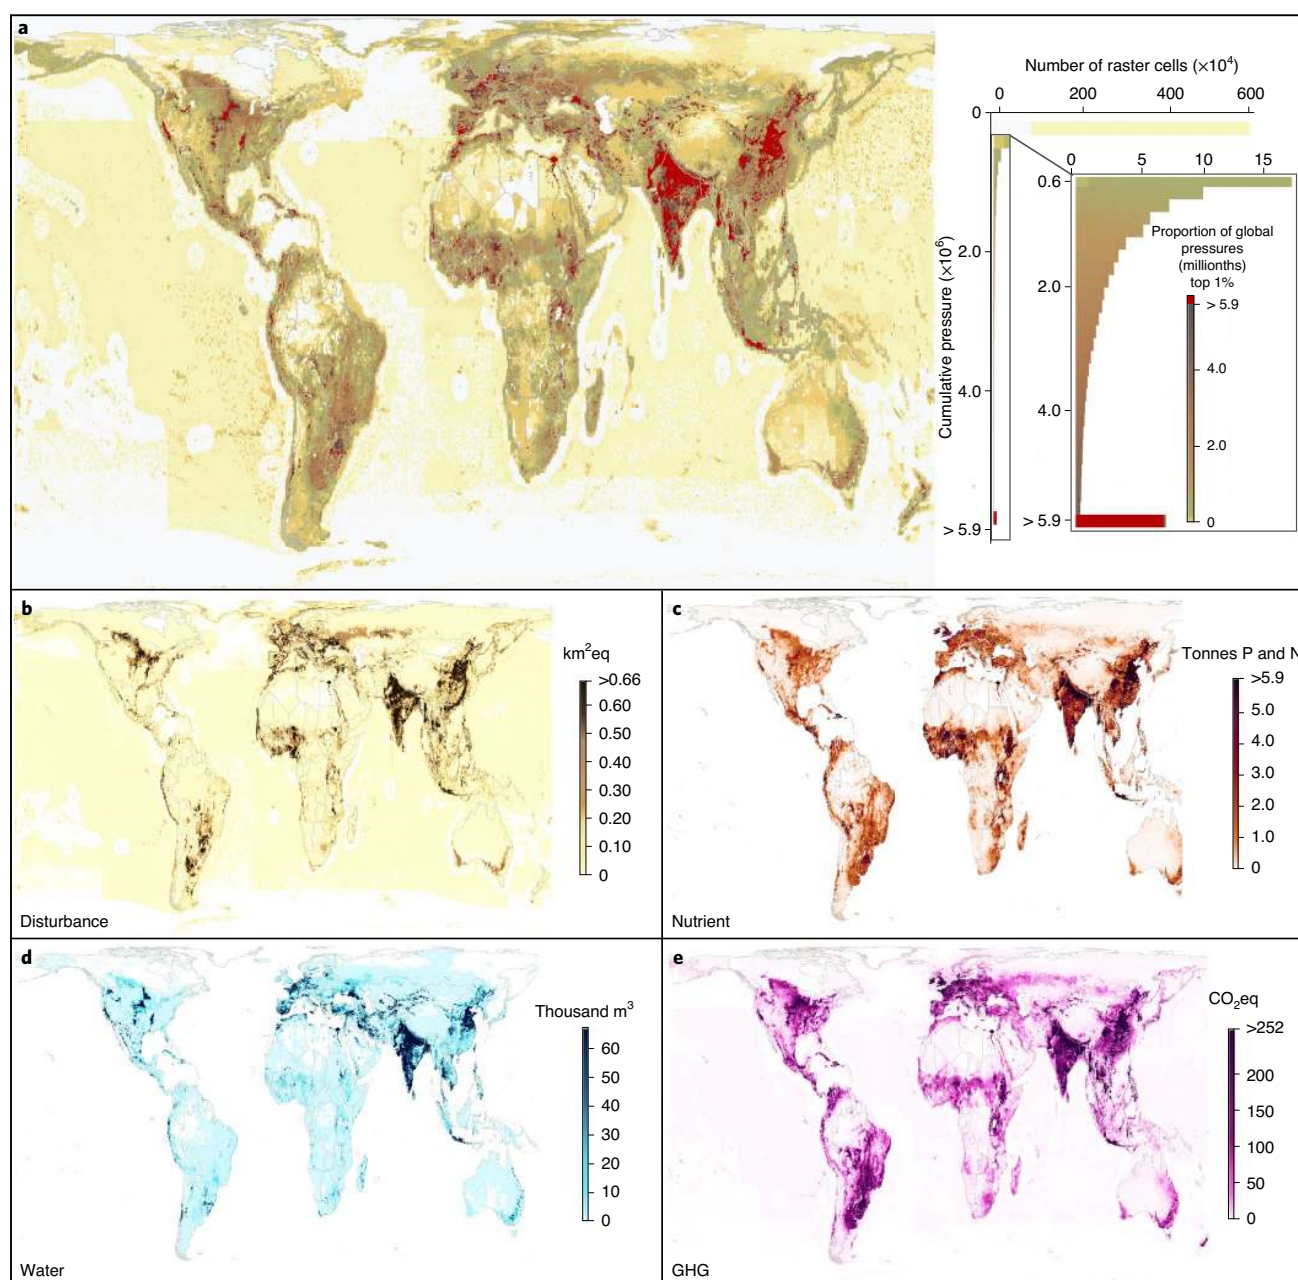 a
Number of raster cells (×10⁴)
0 200 400 600
0
2.0
4.0
> 5.9
Cumulative pressure (×10⁶)
0 5 10 15
0.6
2.0
4.0
> 5.9
Proportion of global
pressures
(millionths)
top 1%
> 5.9
4.0
2.0
0
b
km²eq
>0.66
0.60
0.50
0.40
0.30
0.20
0.10
0
Disturbance
c
Tonnes P and N
>5.9
5.0
4.0
3.0
2.0
1.0
0
Nutrient
d
Thousand m³
60
50
40
30
20
10
0
Water
e
CO₂eq
>252
200
150
100
50
0
GHG